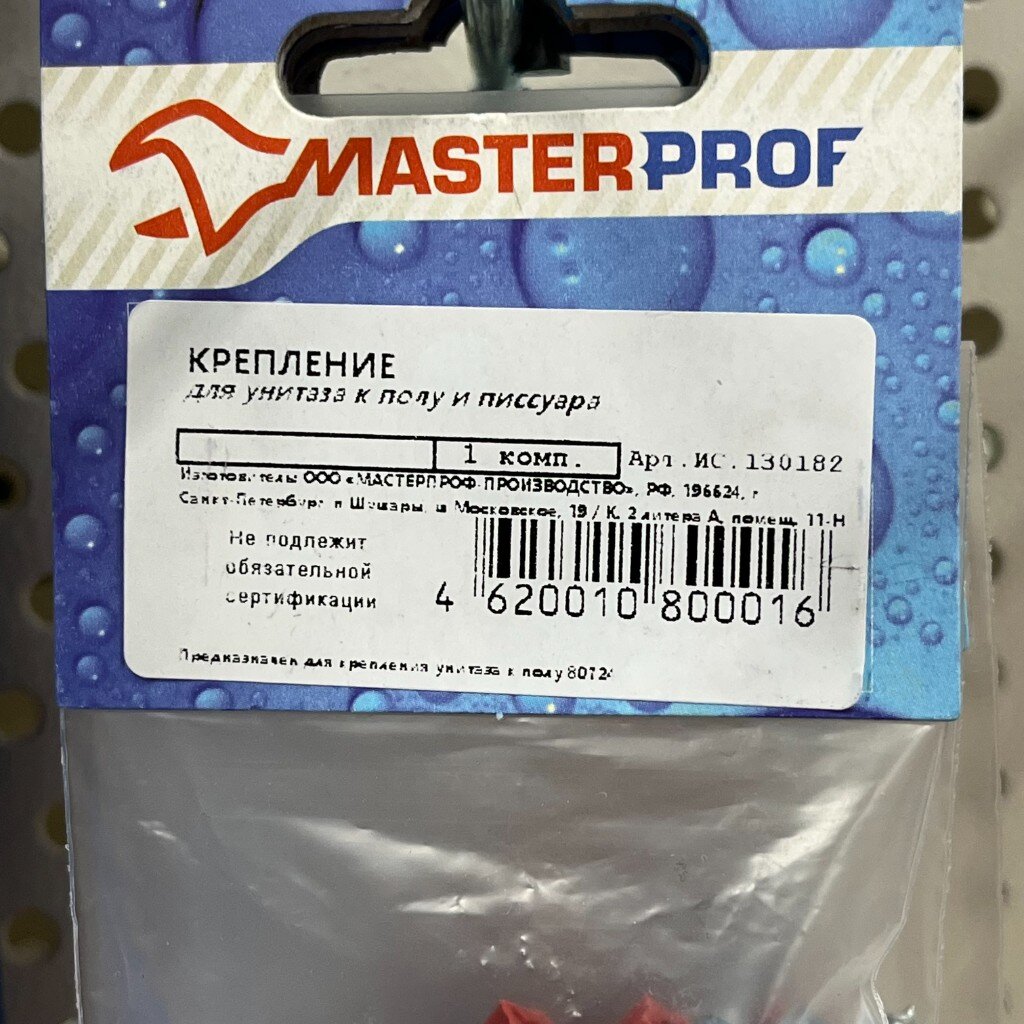 MASTERPROF
КРЕПЛЕНИЕ
для унитаза к полу и писсуара
1 комп. Арт.ИС.130182
Изготовитель: ООО «МАСТЕРПРОФ-ПРОИЗВОДСТВО», РФ, 196624, г
Санкт-Петербург п Шушары, ш Московское, 19 / К. 2 литера А, помещ. 11-Н
Не подлежит
обязательной
сертификации
4 620010 800016
Предназначен для крепления унитаза к полу 80724